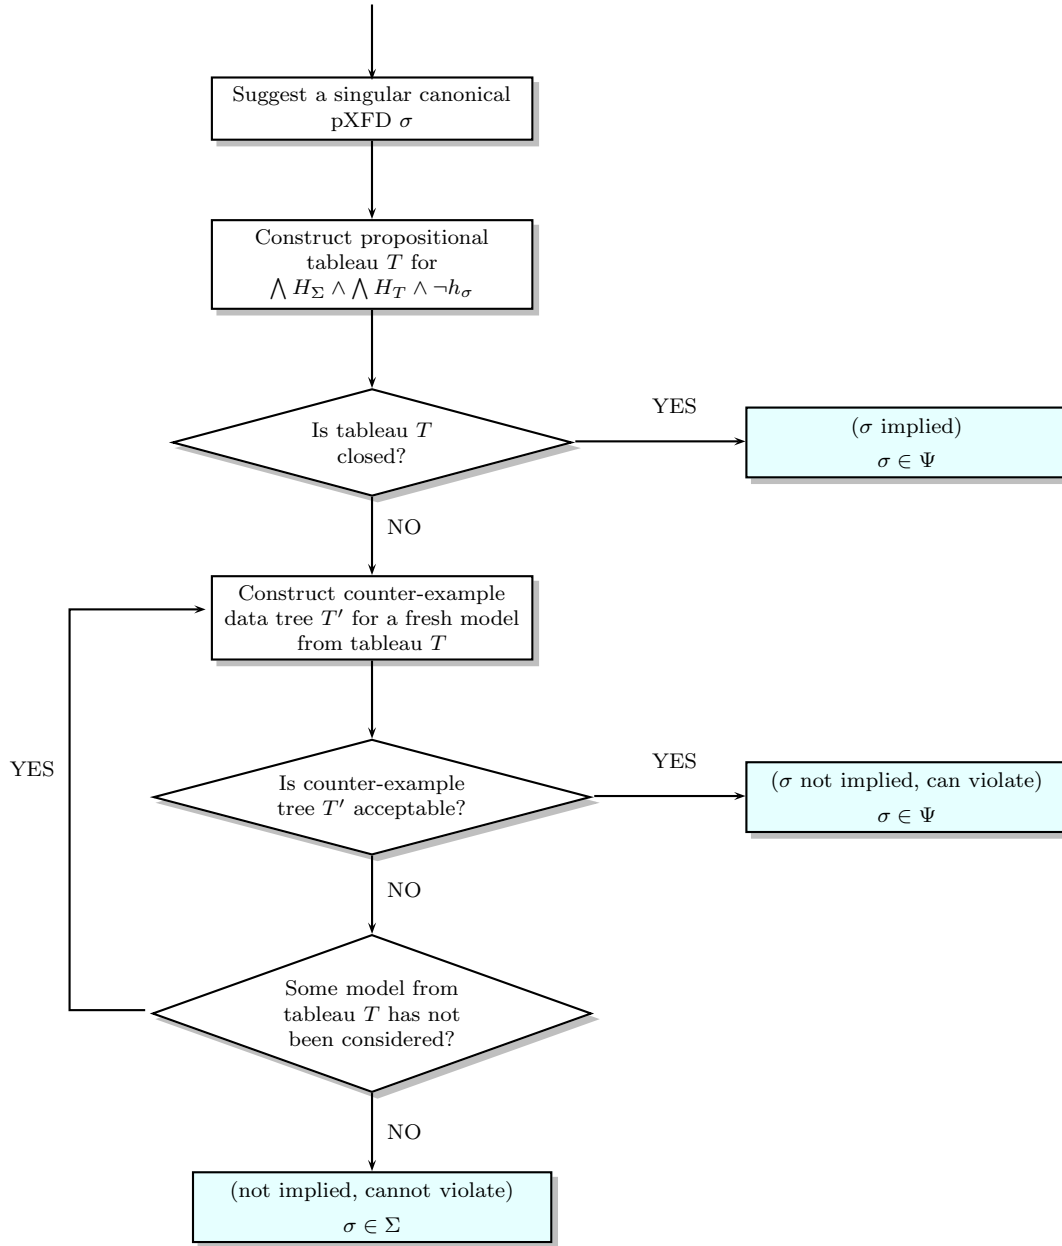 Suggest a singular canonical
pXFD σ
Construct propositional
tableau T for
⋀ H_Σ ∧ ⋀ H_T ∧ ¬h_σ
Is tableau T
closed?
YES
(σ implied)
σ ∈ Ψ
NO
Construct counter-example
data tree T′ for a fresh model
from tableau T
YES
Is counter-example
tree T′ acceptable?
YES
(σ not implied, can violate)
σ ∈ Ψ
NO
Some model from
tableau T has not
been considered?
NO
(not implied, cannot violate)
σ ∈ Σ